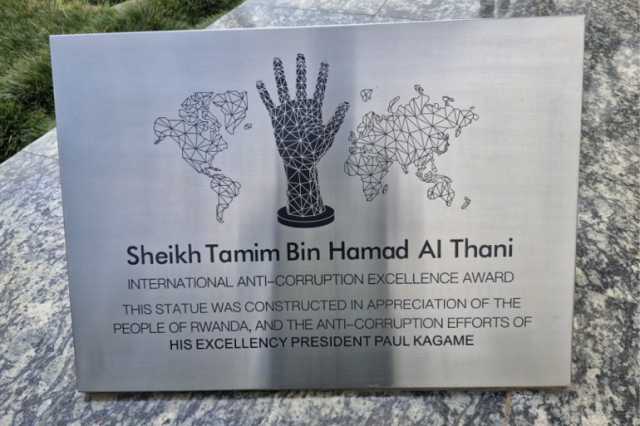 Sheikh Tamim Bin Hamad Al Thani
INTERNATIONAL ANTI-CORRUPTION EXCELLENCE AWARD
THIS STATUE WAS CONSTRUCTED IN APPRECIATION OF THE
PEOPLE OF RWANDA, AND THE ANTI-CORRUPTION EFFORTS OF
HIS EXCELLENCY PRESIDENT PAUL KAGAME